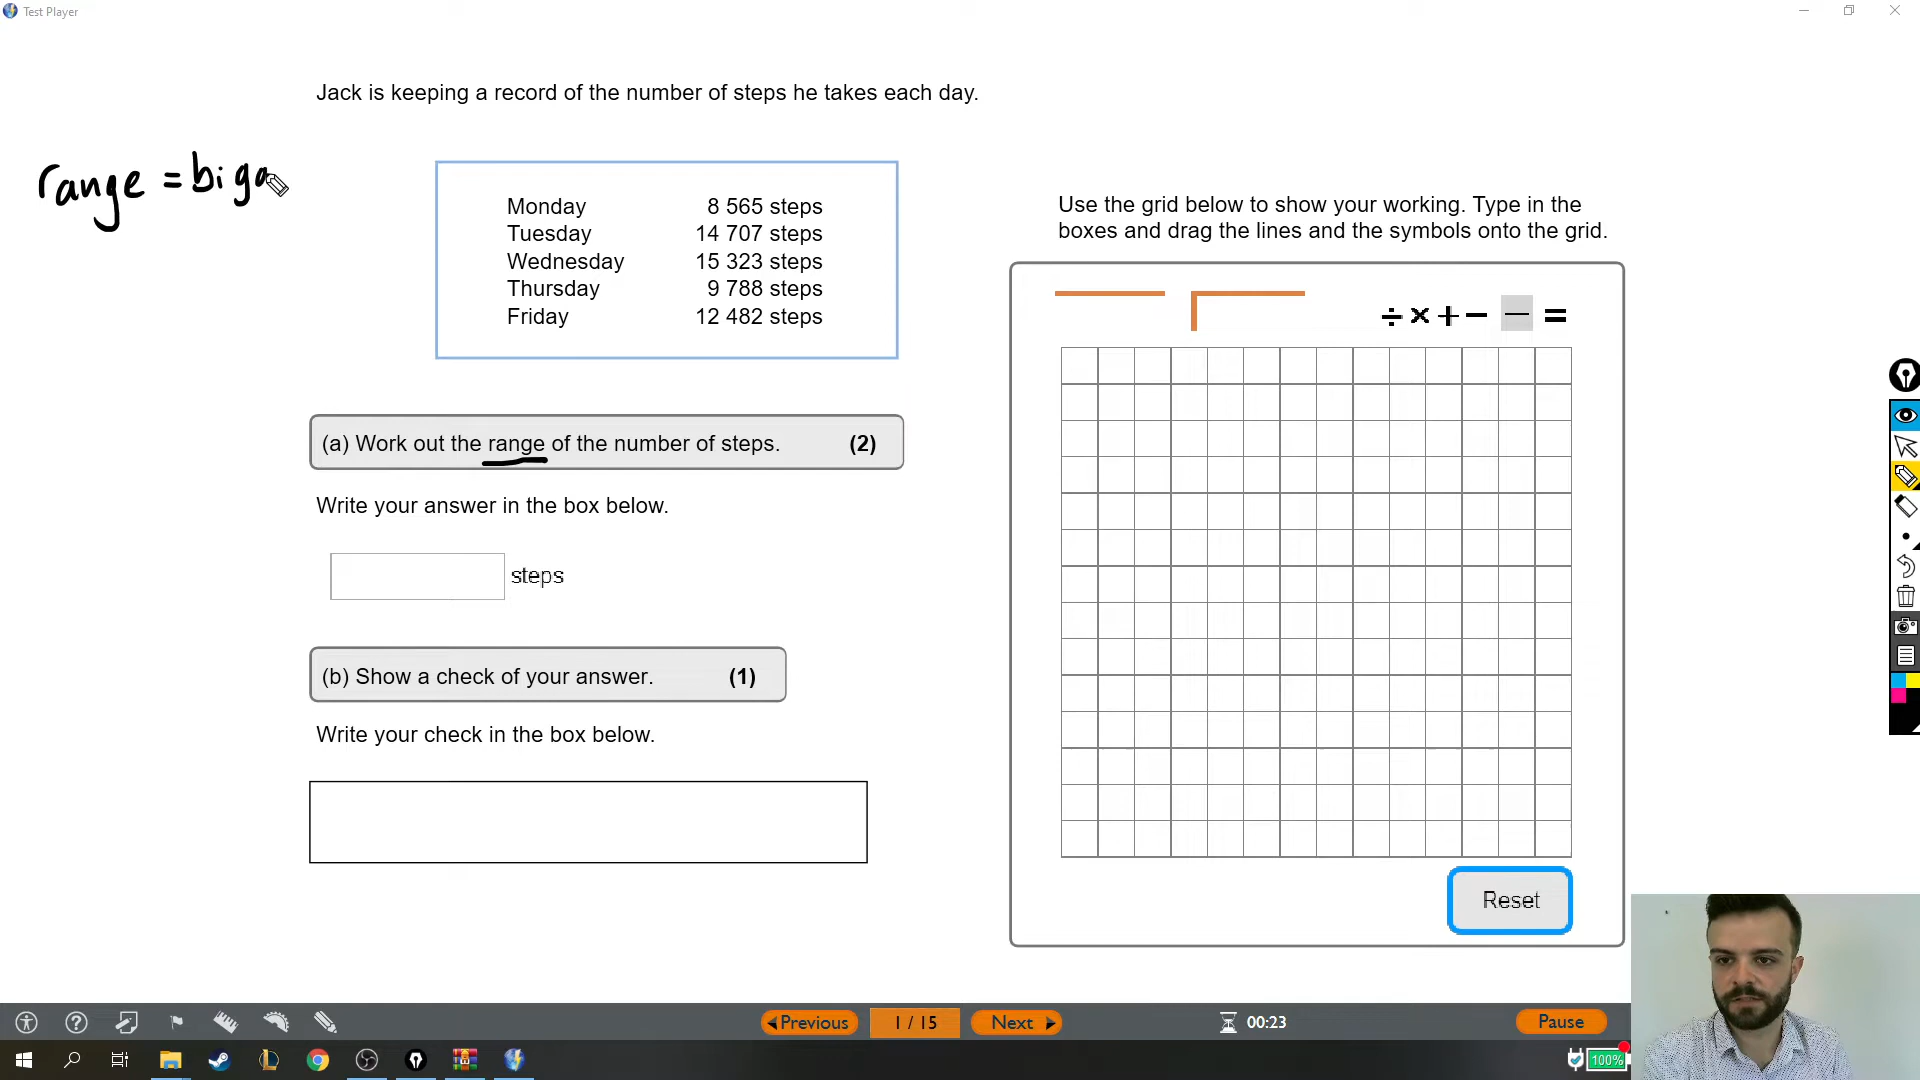 Test Player
Jack is keeping a record of the number of steps he takes each day.
range =
Monday 8 565 steps
Tuesday 14 707 steps
Wednesday 15 323 steps
Thursday 9 788 steps
Friday 12 482 steps
(a) Work out the range of the number of steps. (2)
Write your answer in the box below.
steps
(b) Show a check of your answer. (1)
Write your check in the box below.
Use the grid below to show your working. Type in the
boxes and drag the lines and the symbols onto the grid.
÷ × + − — =
Reset
Previous 1 / 15 Next 00:23 Pause
100%